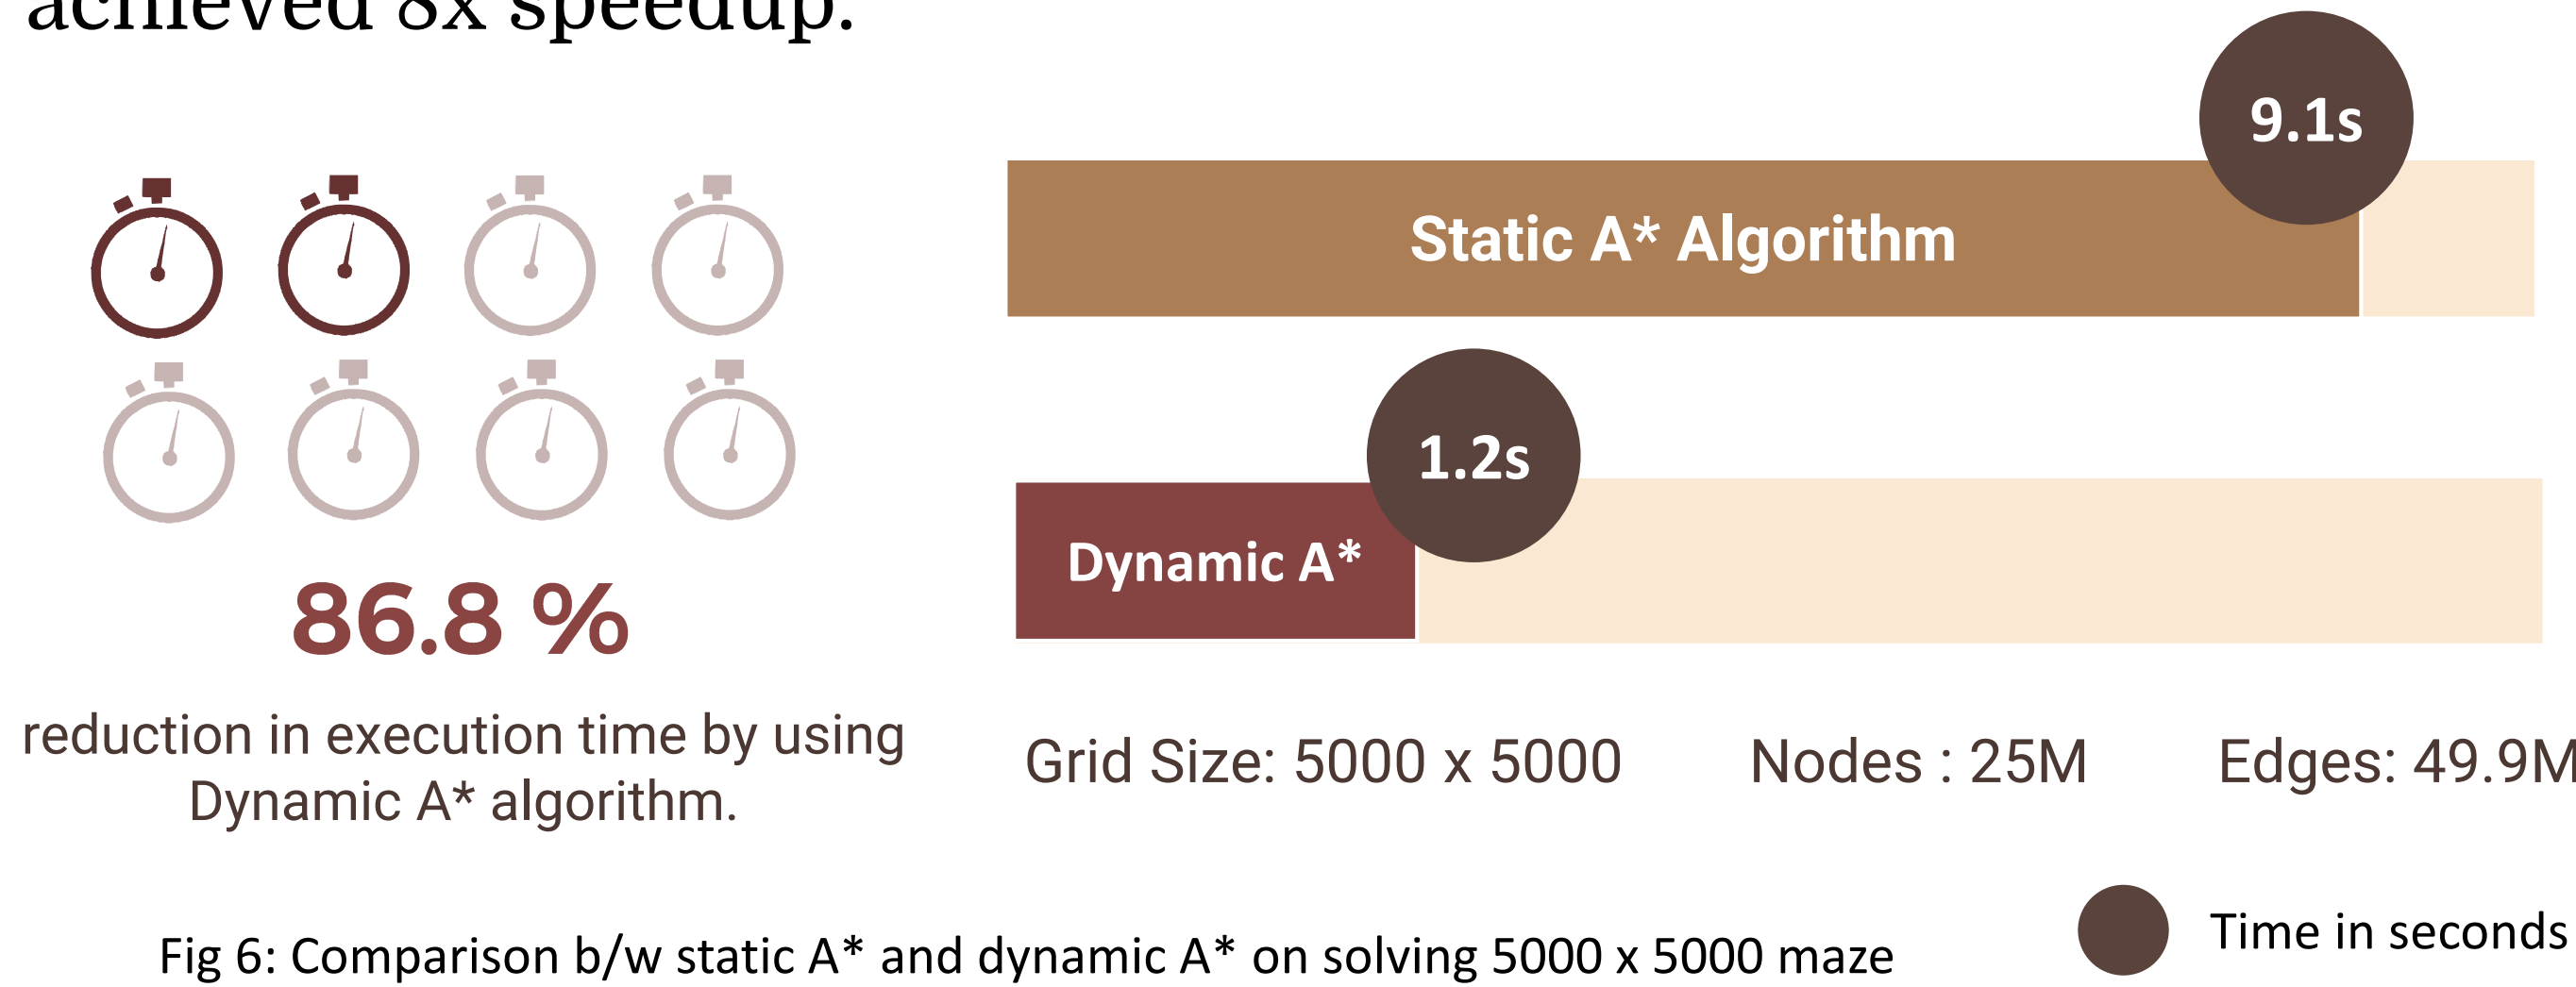 achieved 8x speedup.
9.1s
Static A* Algorithm
1.2s
Dynamic A*
86.8 %
reduction in execution time by using
Dynamic A* algorithm.
Grid Size: 5000 x 5000 Nodes : 25M Edges: 49.9M
Time in seconds
Fig 6: Comparison b/w static A* and dynamic A* on solving 5000 x 5000 maze